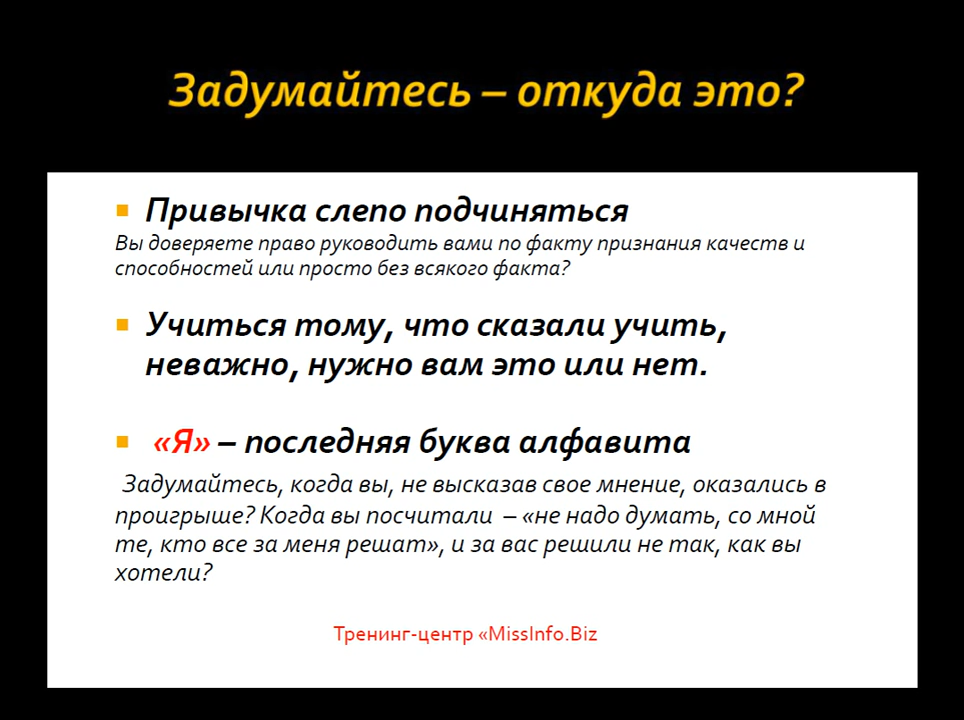 Задумайтесь – откуда это?
Привычка слепо подчиняться
Вы доверяете право руководить вами по факту признания качеств и
способностей или просто без всякого факта?
Учиться тому, что сказали учить,
неважно, нужно вам это или нет.
«Я» – последняя буква алфавита
Задумайтесь, когда вы, не высказав свое мнение, оказались в
проигрыше? Когда вы посчитали – «не надо думать, со мной
те, кто все за меня решат», и за вас решили не так, как вы
хотели?
Тренинг-центр «MissInfo.Biz